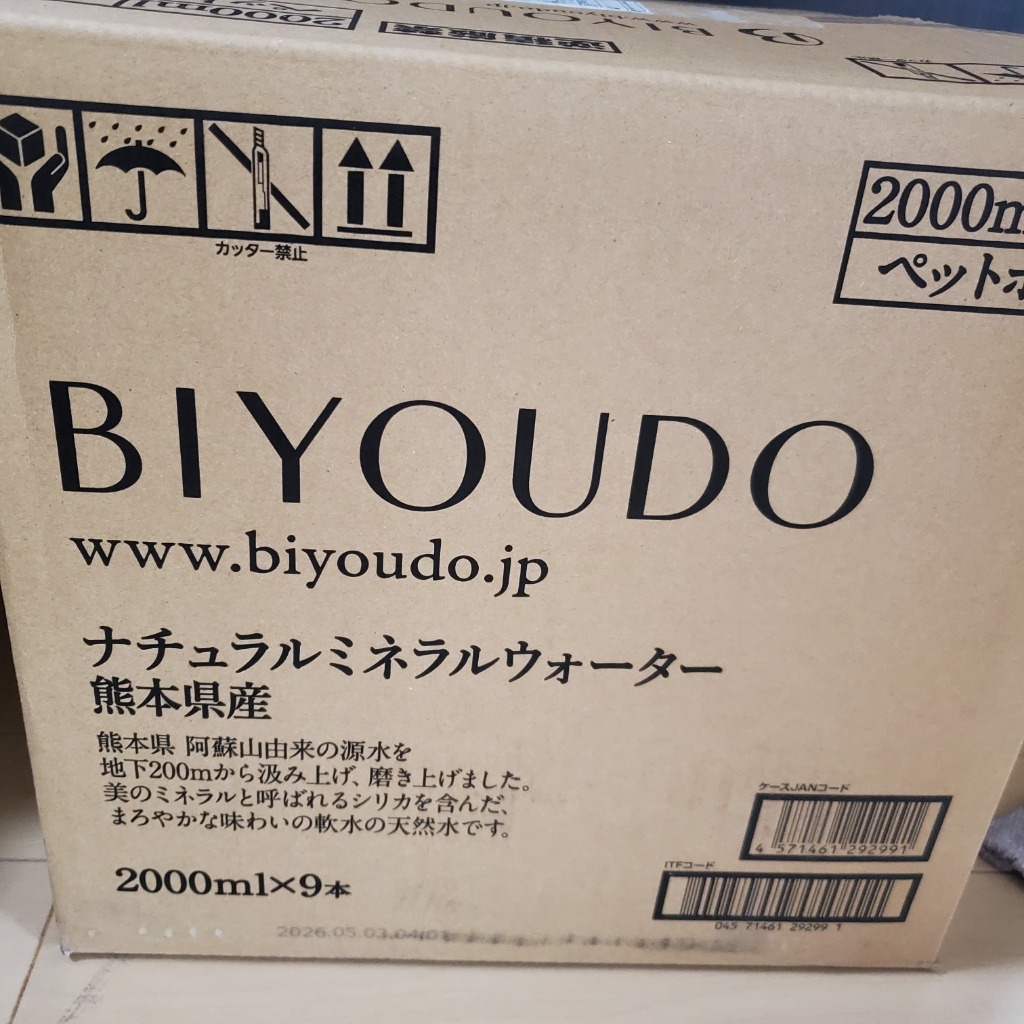 2000ml
BIYOUDO
カッター禁止
2000m
ペット
BIYOUDO
www.biyoudo.jp
ナチュラルミネラルウォーター
熊本県産
熊本県 阿蘇山由来の源水を
地下200mから汲み上げ、磨き上げました。
美のミネラルと呼ばれるシリカを含んだ、
まろやかな味わいの軟水の天然水です。
ケースJANコード
4 571461 292991
2000ml×9本
ITFコード
045 71461 29299 1
2026.05.03.04